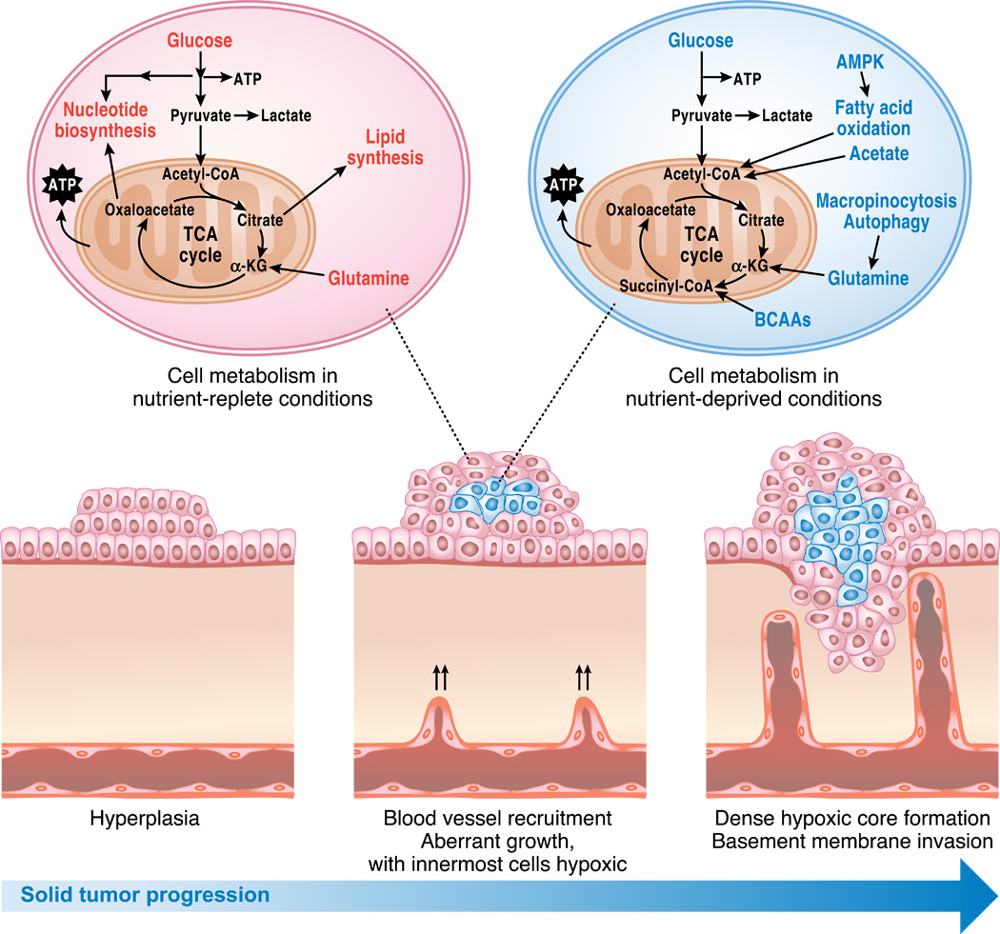 Glucose
ATP
Nucleotide
biosynthesis
Pyruvate
Lactate
Lipid
synthesis
ATP
Acetyl-CoA
Oxaloacetate
Citrate
TCA
cycle
α-KG
Glutamine
Cell metabolism in
nutrient-replete conditions
Glucose
AMPK
ATP
Fatty acid
oxidation
Pyruvate
Lactate
Acetate
ATP
Acetyl-CoA
Oxaloacetate
Citrate
Macropinocytosis
Autophagy
TCA
cycle
α-KG
Glutamine
Succinyl-CoA
BCAAs
Cell metabolism in
nutrient-deprived conditions
Hyperplasia
Blood vessel recruitment
Aberrant growth,
with innermost cells hypoxic
Dense hypoxic core formation
Basement membrane invasion
Solid tumor progression